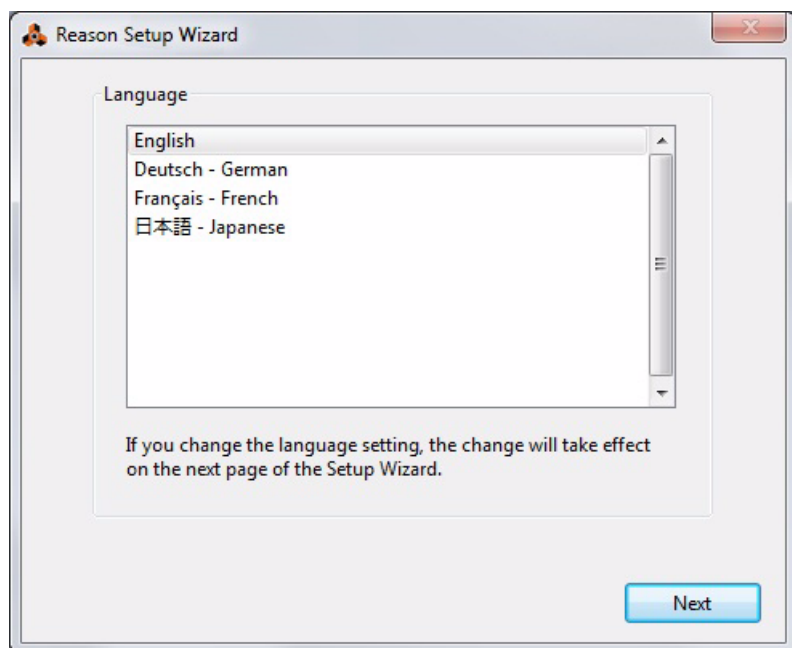 Reason Setup Wizard
Language
English
Deutsch - German
Français - French
日本語 - Japanese
If you change the language setting, the change will take effect
on the next page of the Setup Wizard.
Next